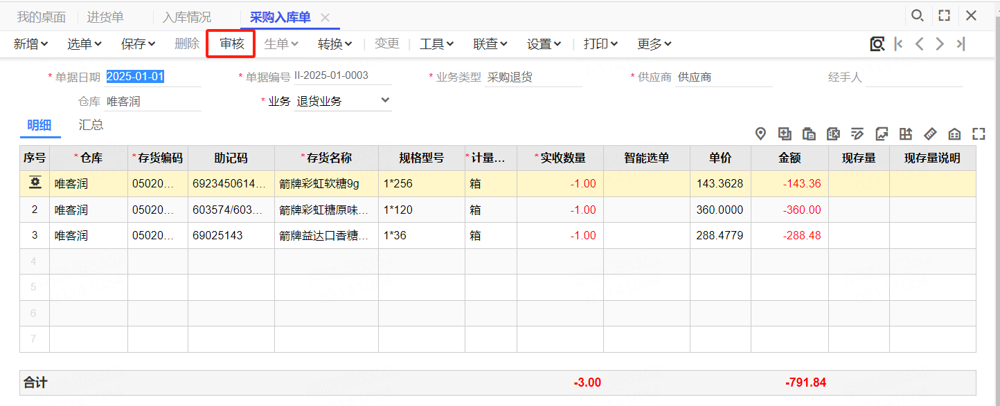 我的桌面 进货单 入库情况 采购入库单
新增 选单 保存 删除 审核 生单 转换 变更 工具 联查 设置 打印 更多
* 单据日期 2025-01-01 * 单据编号 II-2025-01-0003 * 业务类型 采购退货 * 供应商 供应商 经手人
仓库 唯客润 * 业务 退货业务
明细 汇总
序号 * 仓库 * 存货编码 助记码 * 存货名称 规格型号 * 计量... * 实收数量 智能选单 单价 金额 现存量 现存量说明
唯客润 05020... 6923450614... 箭牌彩虹软糖9g 1*256 箱 -1.00 143.3628 -143.36
2 唯客润 05020... 603574/603... 箭牌彩虹糖原味... 1*120 箱 -1.00 360.0000 -360.00
3 唯客润 05020... 69025143 箭牌益达口香糖... 1*36 箱 -1.00 288.4779 -288.48
4
5
6
7
合计 -3.00 -791.84